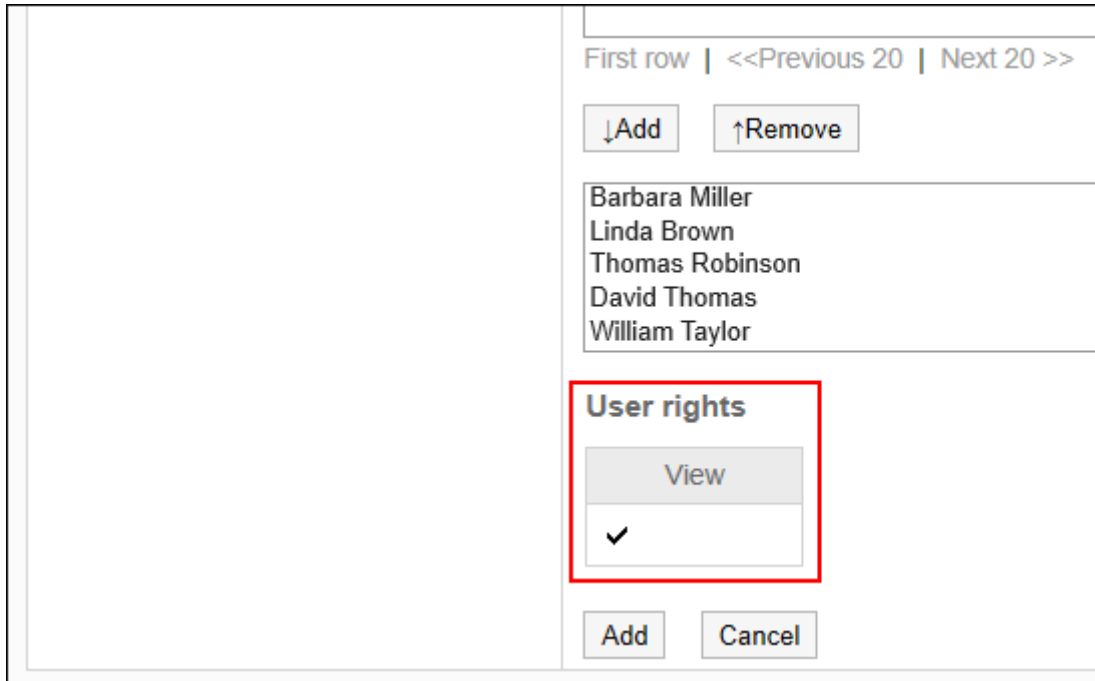 First row | <<Previous 20 | Next 20 >>
↓Add ↑Remove
Barbara Miller
Linda Brown
Thomas Robinson
David Thomas
William Taylor
User rights
View
✓
Add Cancel